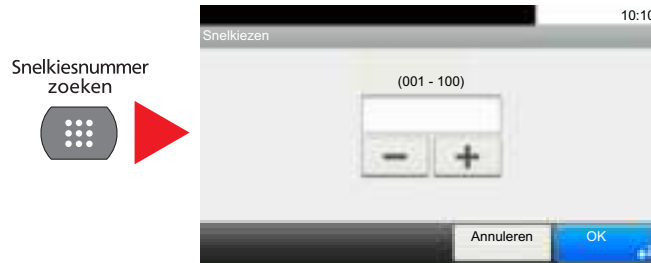 Snelkiesnummer
zoeken
10:10
Snelkiezen
(001 - 100)
Annuleren
OK